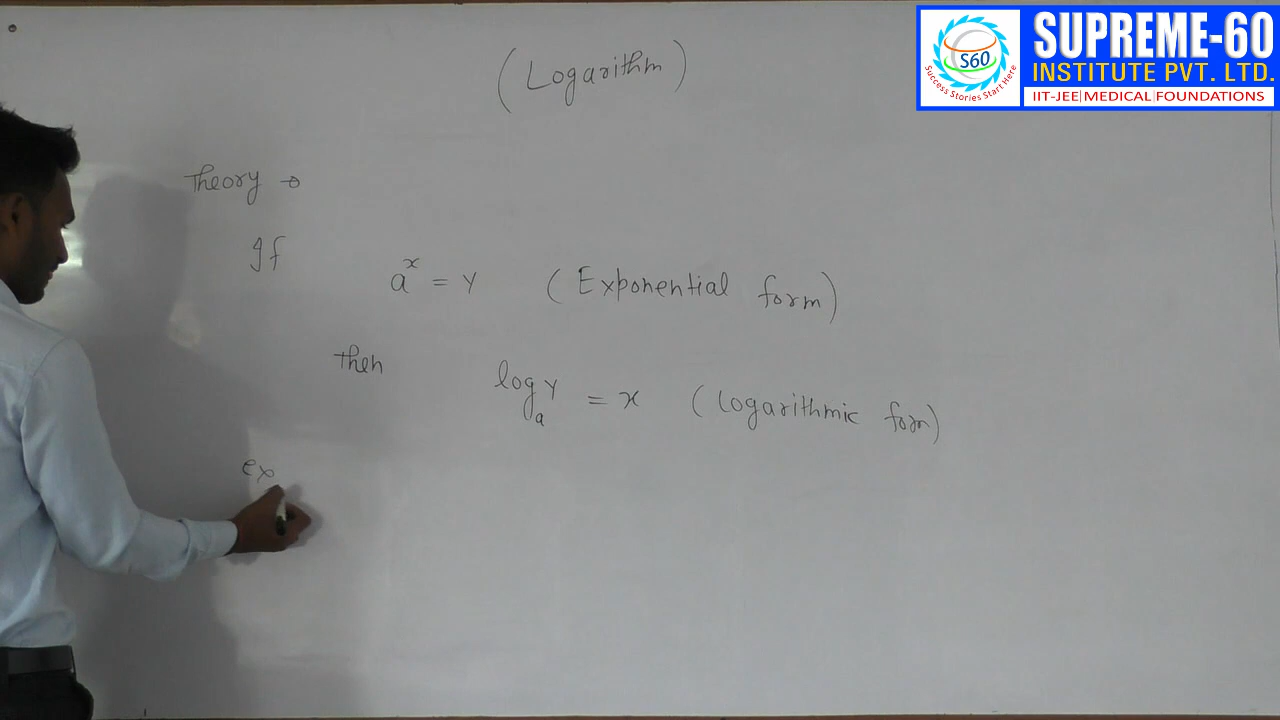 (Logarithm)
Theory →
If
a^x = y (Exponential form)
then
log_a y = x (Logarithmic form)
ex
SUPREME-60
INSTITUTE PVT. LTD.
IIT-JEE|MEDICAL|FOUNDATIONS
S60
Success Stories Start Here